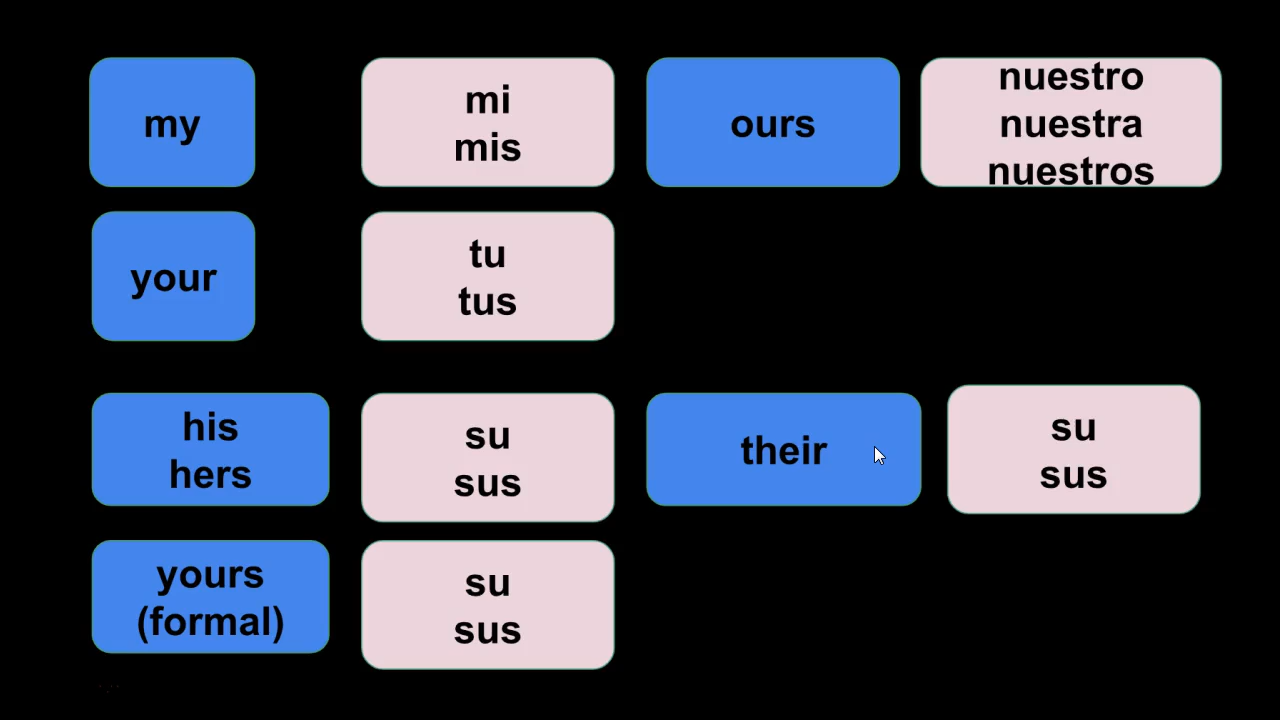 my
mi
mis
ours
nuestro
nuestra
nuestros
your
tu
tus
his
hers
su
sus
their
su
sus
yours
(formal)
su
sus